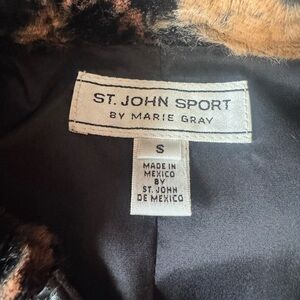 ST. JOHN SPORT
BY MARIE GRAY
S
MADE IN
MEXICO
BY
ST. JOHN
DE MEXICO